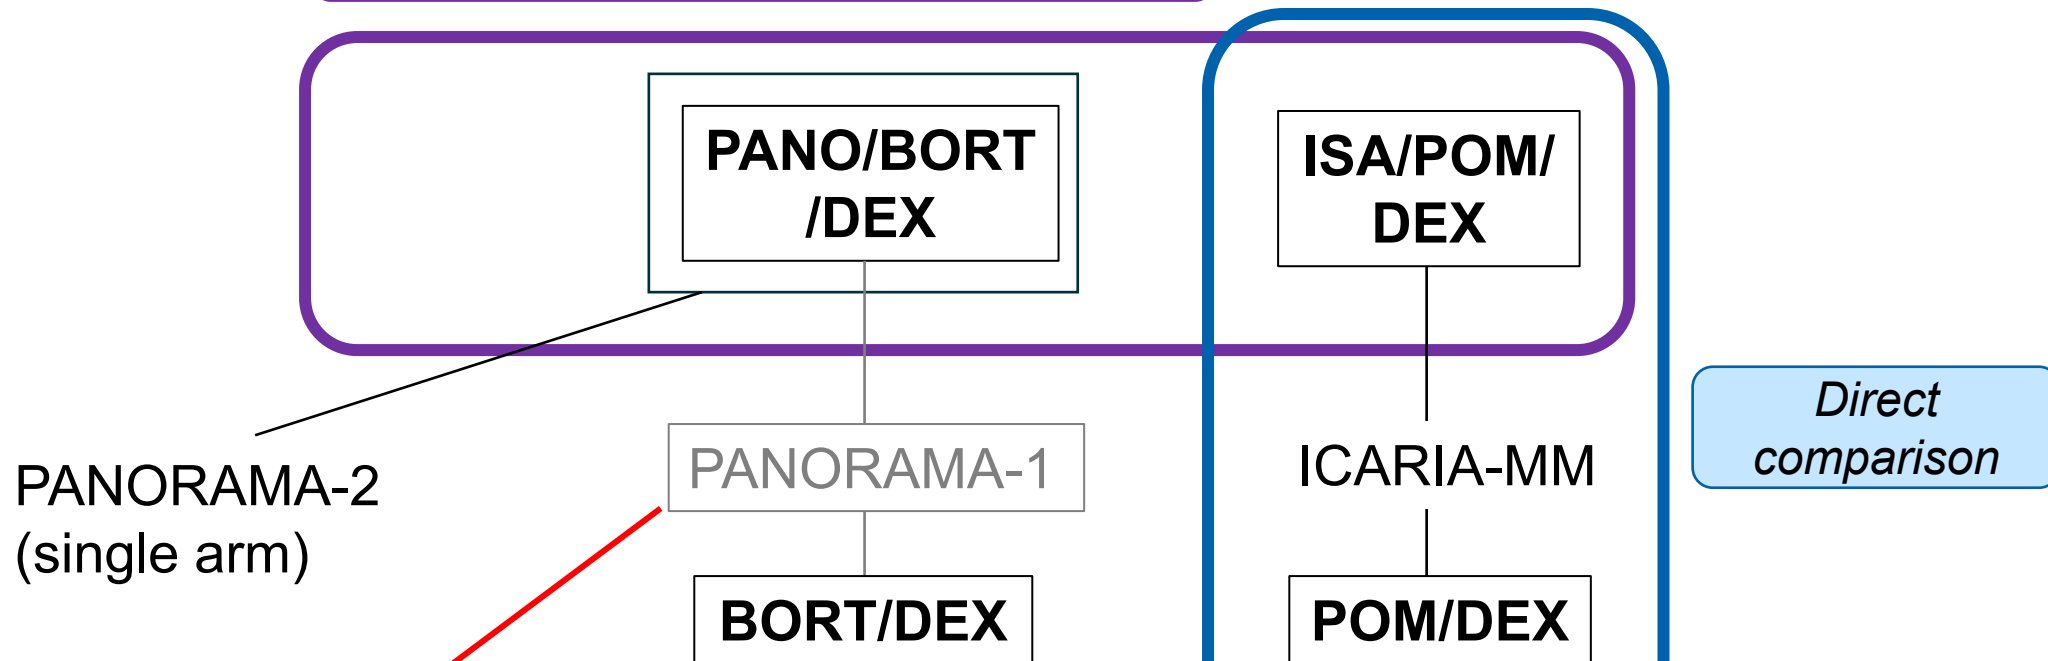 PANO/BORT
/DEX
ISA/POM/
DEX
Direct
comparison
PANORAMA-2
(single arm)
PANORAMA-1
ICARIA-MM
BORT/DEX
POM/DEX